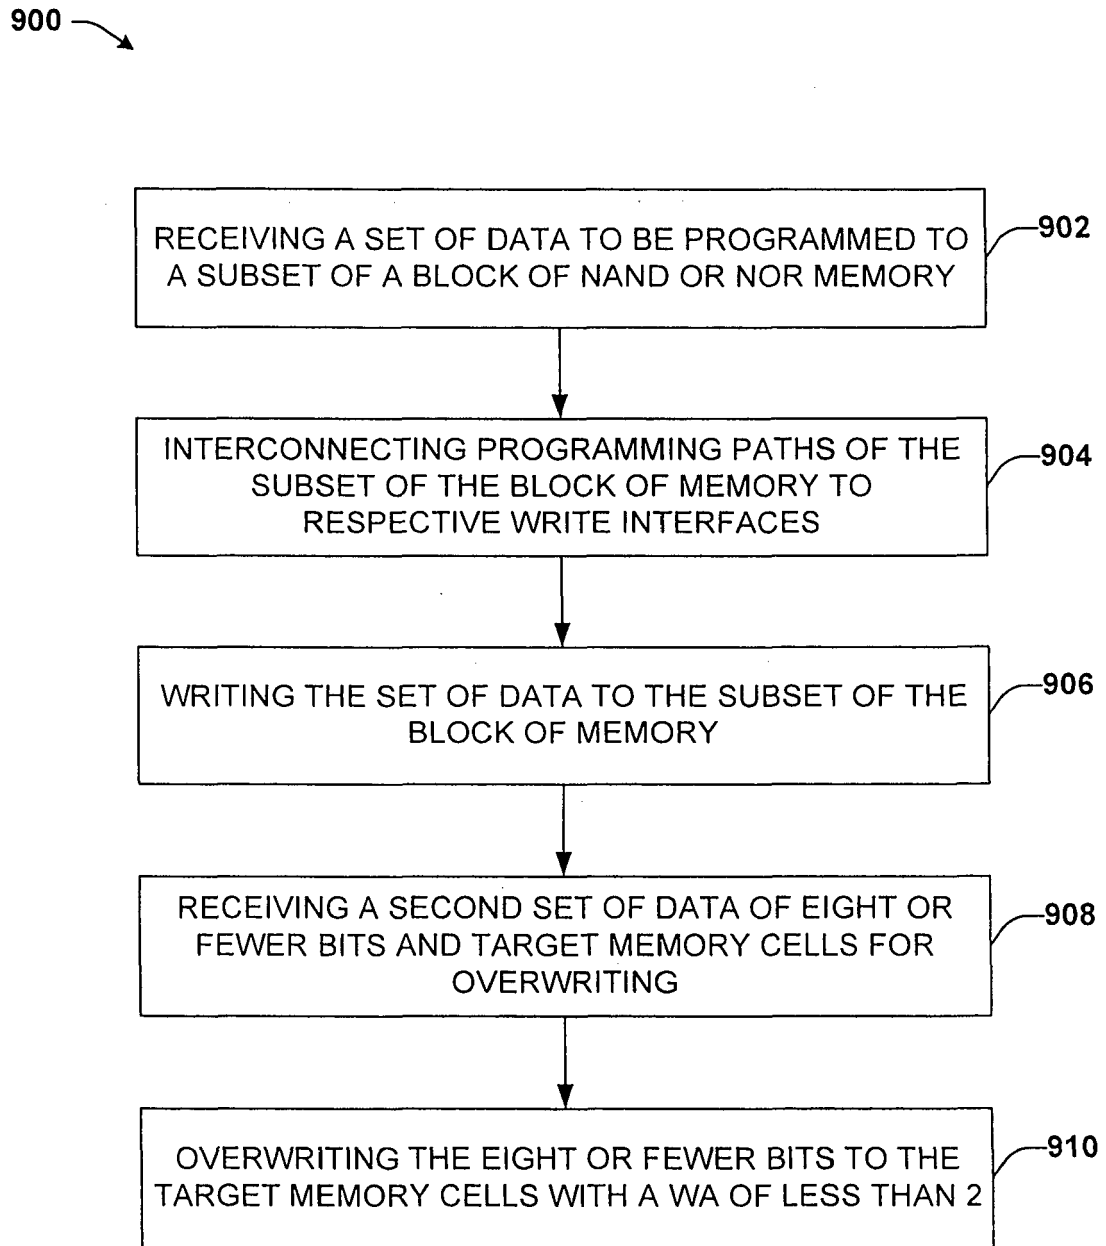 900
RECEIVING A SET OF DATA TO BE PROGRAMMED TO
A SUBSET OF A BLOCK OF NAND OR NOR MEMORY
902
INTERCONNECTING PROGRAMMING PATHS OF THE
SUBSET OF THE BLOCK OF MEMORY TO
RESPECTIVE WRITE INTERFACES
904
WRITING THE SET OF DATA TO THE SUBSET OF THE
BLOCK OF MEMORY
906
RECEIVING A SECOND SET OF DATA OF EIGHT OR
FEWER BITS AND TARGET MEMORY CELLS FOR
OVERWRITING
908
OVERWRITING THE EIGHT OR FEWER BITS TO THE
TARGET MEMORY CELLS WITH A WA OF LESS THAN 2
910